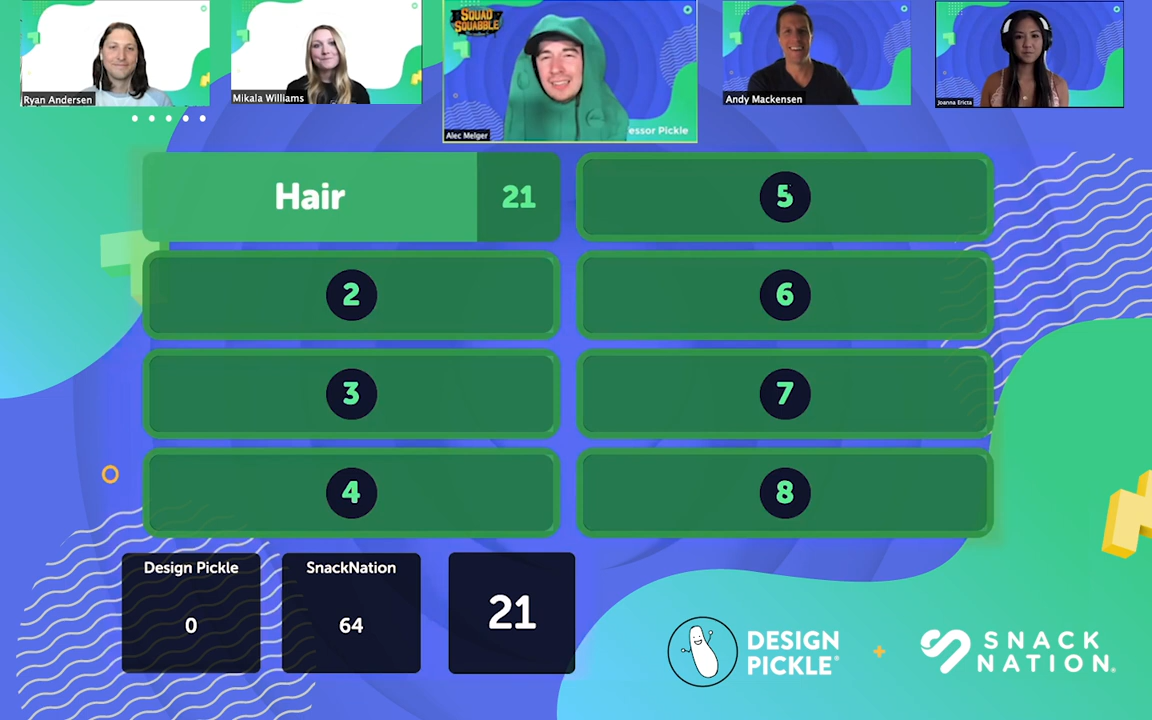 SQUAD
SQUABBLE
Ryan Andersen
Mikala Williams
Alec Melger
essor Pickle
Andy Mackensen
Joanna Ericta
Hair
21
5
2
6
3
7
4
8
Design Pickle
0
SnackNation
64
21
DESIGN
PICKLE®
+
SNACK
NATION®